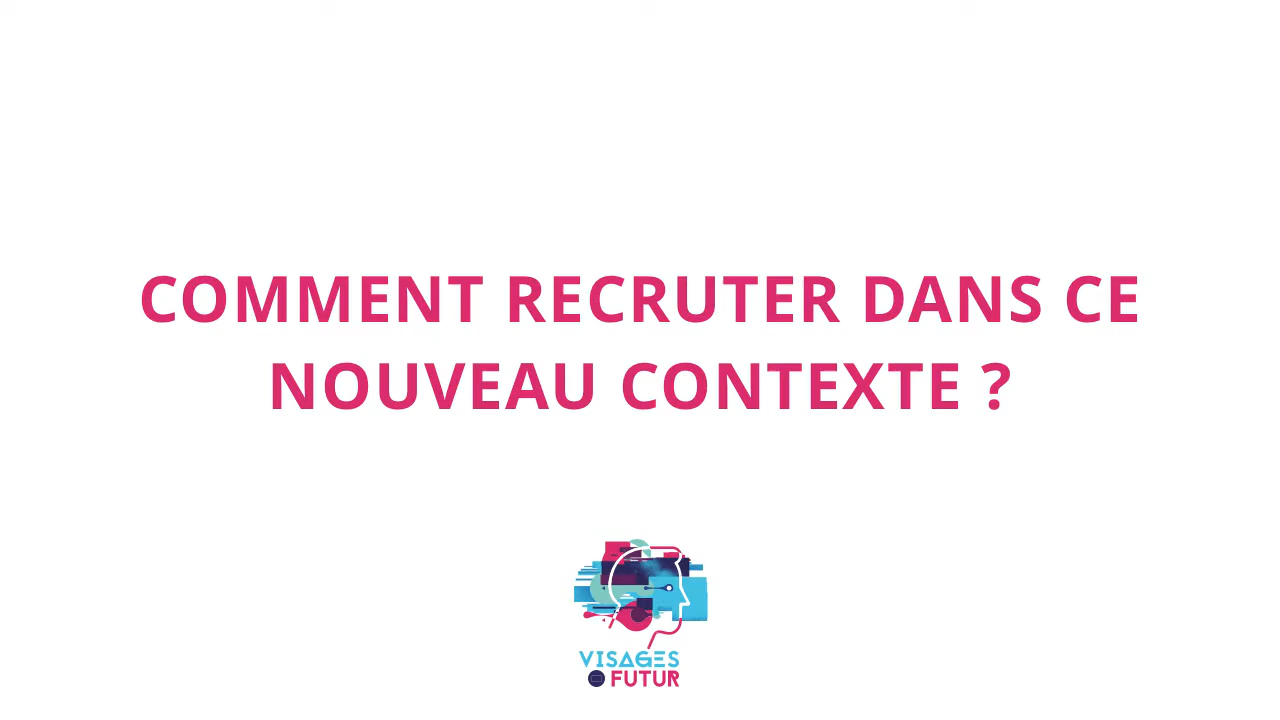 COMMENT RECRUTER DANS CE
NOUVEAU CONTEXTE ?
VISAGES
FUTUR